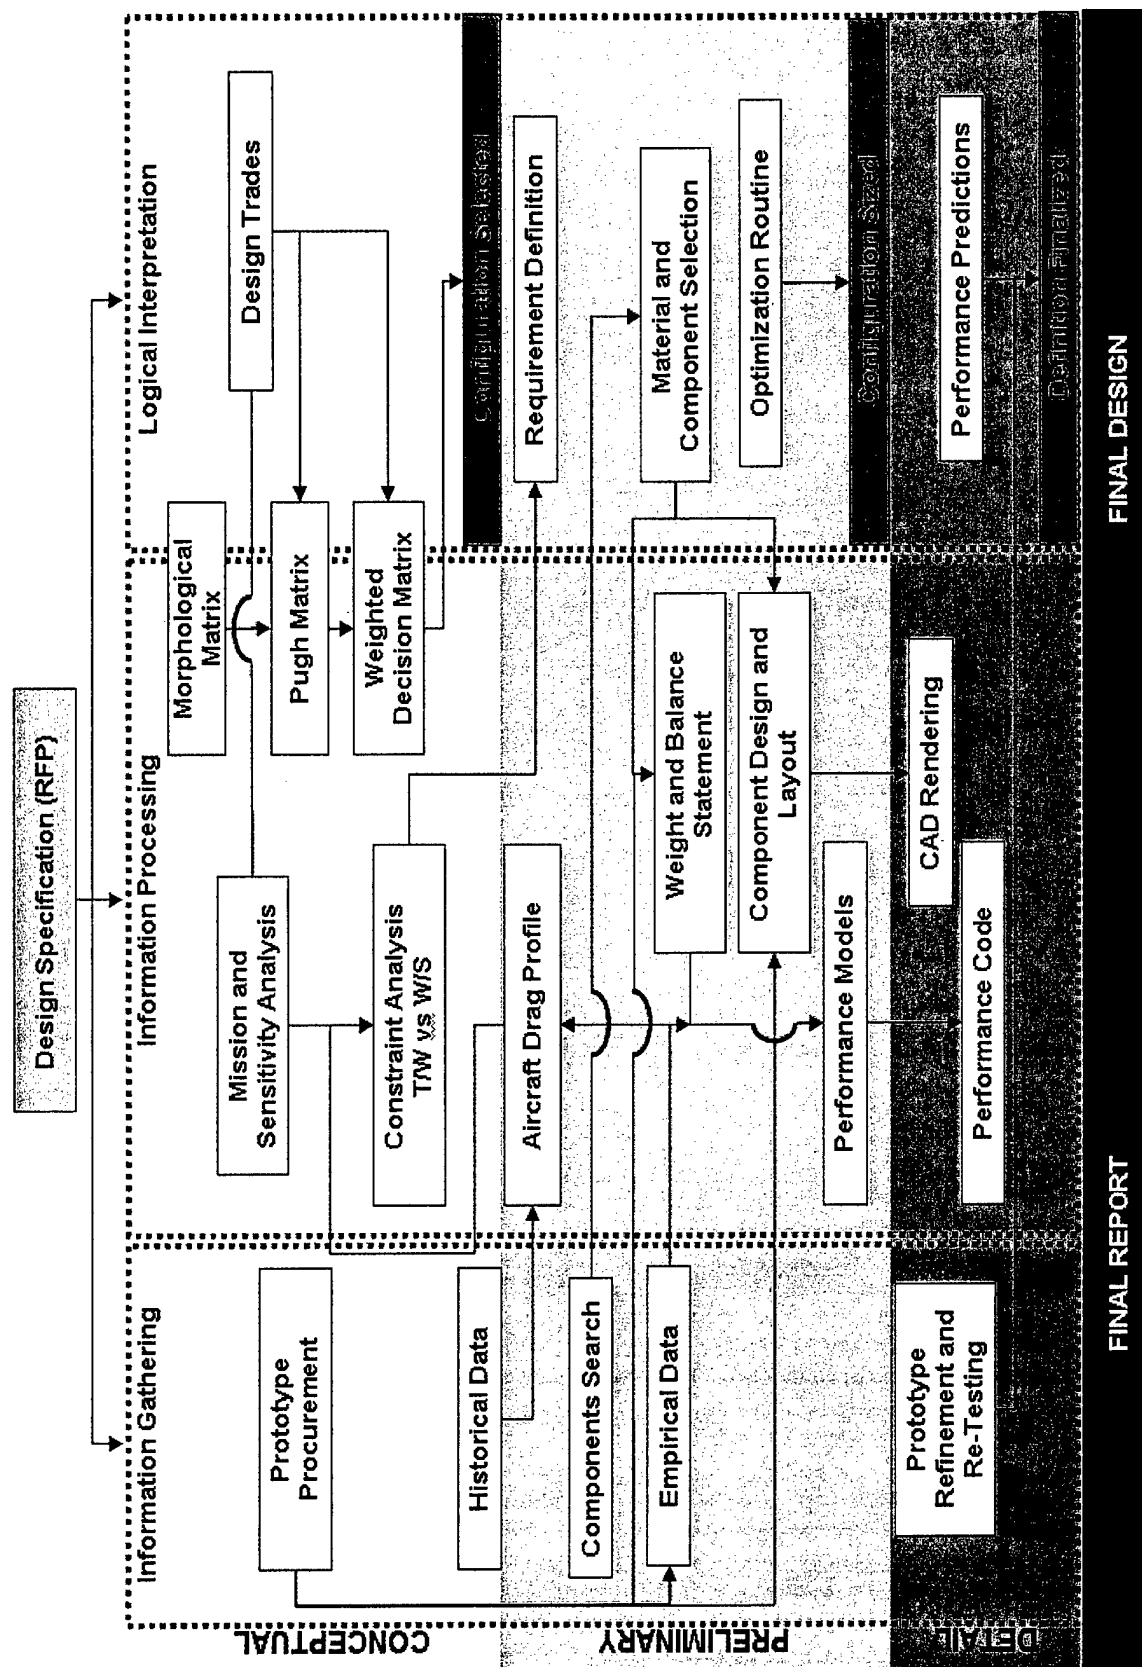 Design Specification (RFP)
Information Gathering
Information Processing
Logical Interpretation
CONCEPTUAL
Prototype
Procurement
Historical Data
Mission and
Sensitivity Analysis
Constraint Analysis
T/W vs W/S
Morphological
Matrix
Pugh Matrix
Weighted
Decision Matrix
Design Trades
Configuration Selected
PRELIMINARY
Components Search
Empirical Data
Aircraft Drag Profile
Weight and Balance
Statement
Component Design and
Layout
Performance Models
Requirement Definition
Material and
Component Selection
Optimization Routine
Configuration Sized
DETAIL
Prototype
Refinement and
Re-Testing
CAD Rendering
Performance Code
Performance Predictions
Definition Finalized
FINAL REPORT
FINAL DESIGN